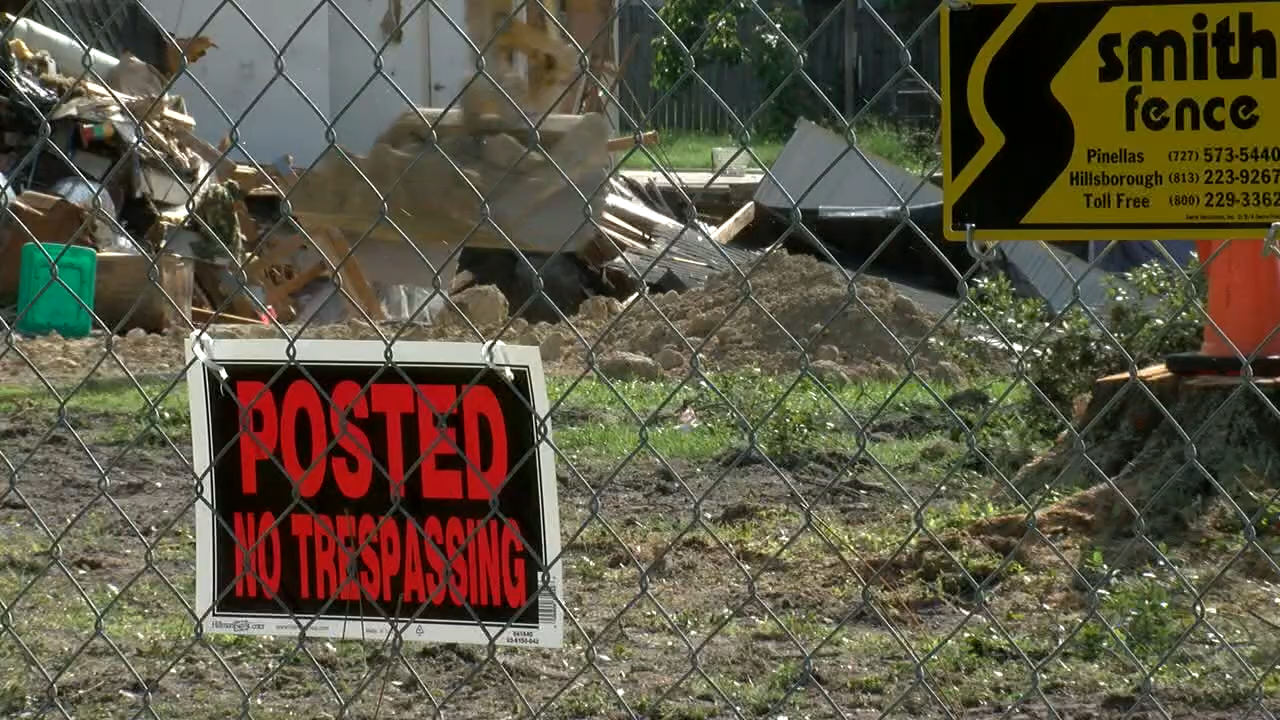 smith
fence
Pinellas (727) 573-5440
Hillsborough (813) 223-9267
Toll Free (800) 229-3362
POSTED
NO TRESPASSING